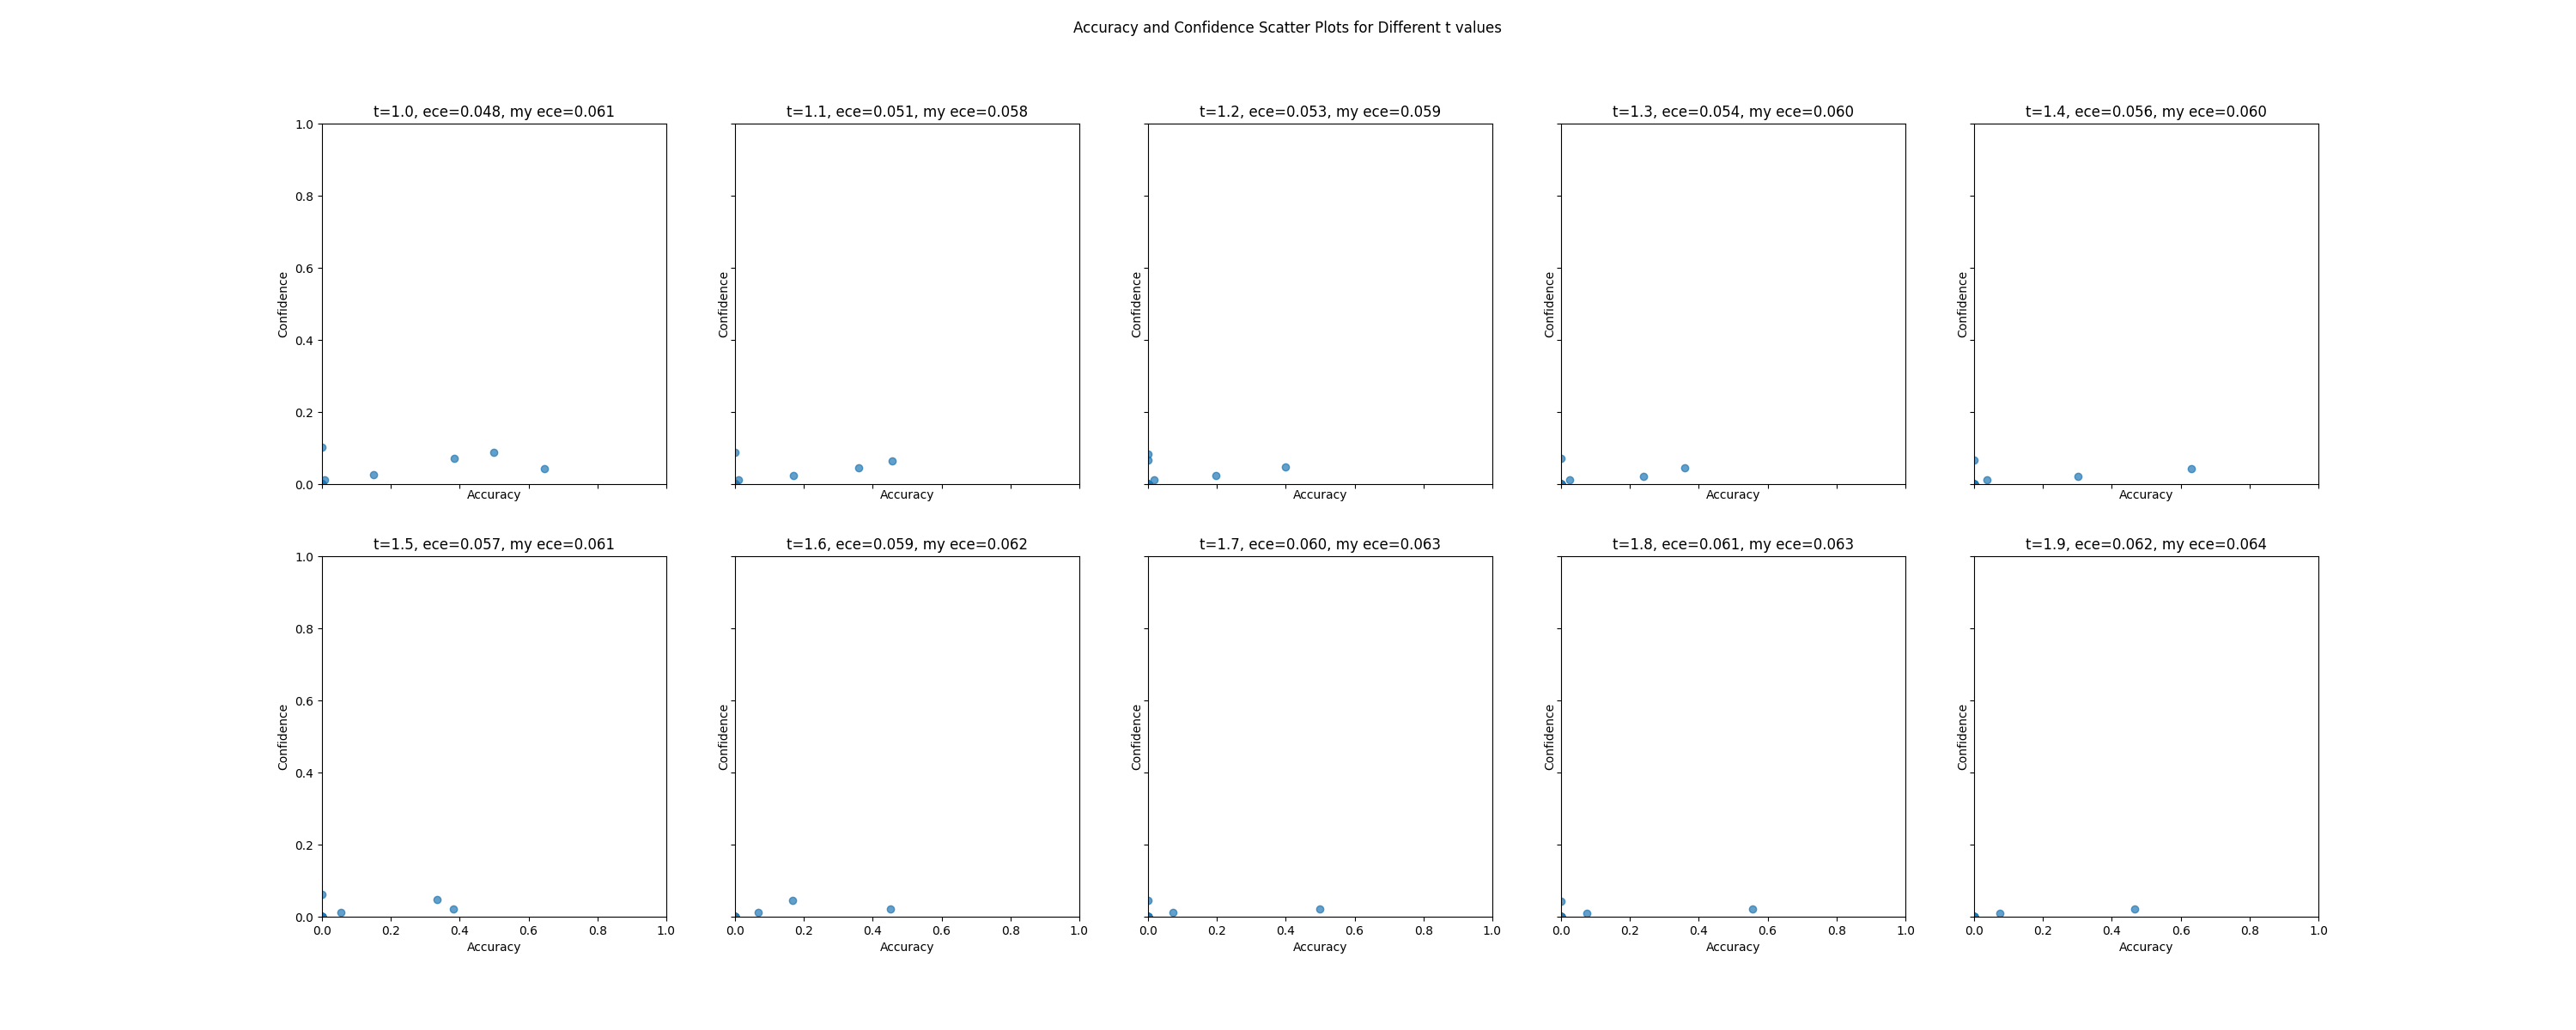 Accuracy and Confidence Scatter Plots for Different t values
t=1.0, ece=0.048, my ece=0.061
t=1.1, ece=0.051, my ece=0.058
t=1.2, ece=0.053, my ece=0.059
t=1.3, ece=0.054, my ece=0.060
t=1.4, ece=0.056, my ece=0.060
1.0
0.8
0.6
0.4
0.2
0.0
Confidence
Confidence
Confidence
Confidence
Confidence
Accuracy
Accuracy
Accuracy
Accuracy
Accuracy
t=1.5, ece=0.057, my ece=0.061
t=1.6, ece=0.059, my ece=0.062
t=1.7, ece=0.060, my ece=0.063
t=1.8, ece=0.061, my ece=0.063
t=1.9, ece=0.062, my ece=0.064
1.0
0.8
0.6
0.4
0.2
0.0
Confidence
Confidence
Confidence
Confidence
Confidence
0.0 0.2 0.4 0.6 0.8 1.0
0.0 0.2 0.4 0.6 0.8 1.0
0.0 0.2 0.4 0.6 0.8 1.0
0.0 0.2 0.4 0.6 0.8 1.0
0.0 0.2 0.4 0.6 0.8 1.0
Accuracy
Accuracy
Accuracy
Accuracy
Accuracy